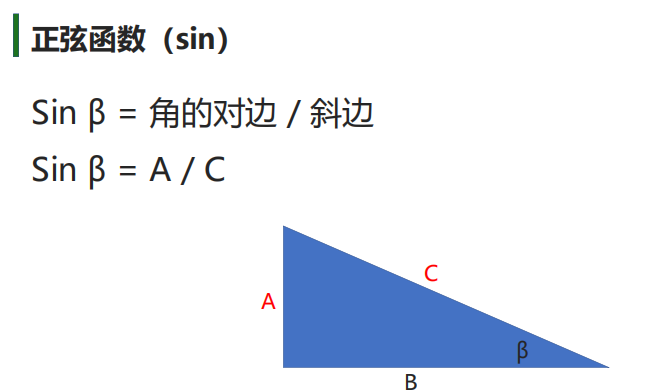 正弦函数（sin）
Sin β = 角的对边 / 斜边
Sin β = A / C
C
A
β
B